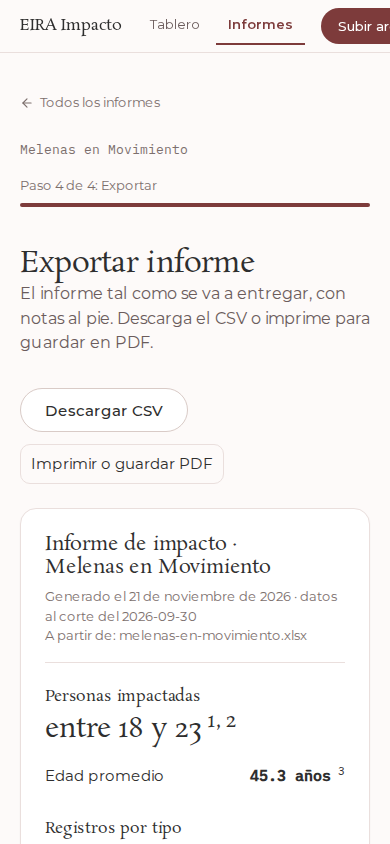 EIRA Impacto Tablero Informes Subir ar
← Todos los informes
Melenas en Movimiento
Paso 4 de 4: Exportar
Exportar informe
El informe tal como se va a entregar, con
notas al pie. Descarga el CSV o imprime para
guardar en PDF.
Descargar CSV
Imprimir o guardar PDF
Informe de impacto ·
Melenas en Movimiento
Generado el 21 de noviembre de 2026 · datos
al corte del 2026-09-30
A partir de: melenas-en-movimiento.xlsx
Personas impactadas
entre 18 y 23 1, 2
Edad promedio 45.3 años 3
Registros por tipo